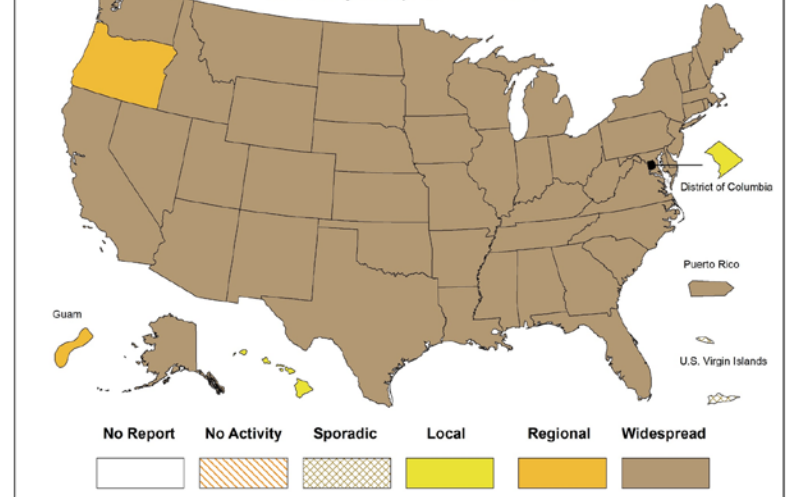 District of Columbia
Puerto Rico
Guam
U.S. Virgin Islands
No Report No Activity Sporadic Local Regional Widespread